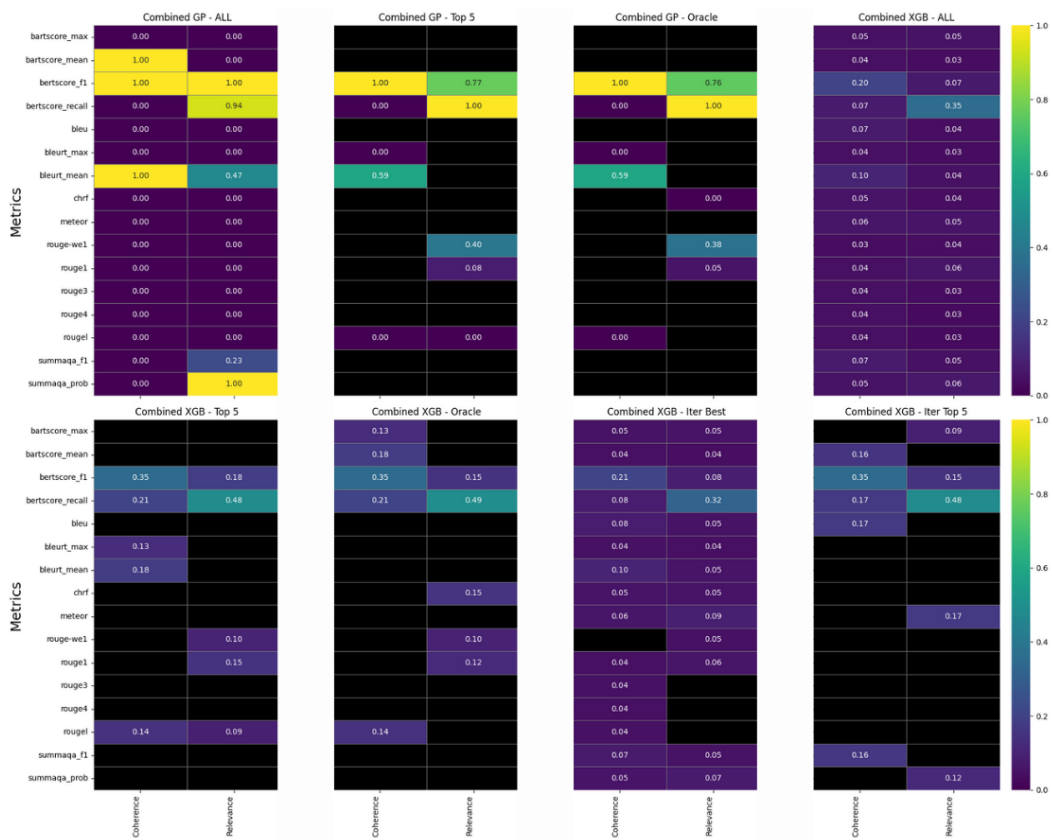 Combined GP - ALL
Combined GP - Top 5
Combined GP - Oracle
Combined XGB - ALL
Metrics
bartscore_max 0.00 0.00 0.05 0.05 1.0
bartscore_mean 1.00 0.00 0.04 0.03
bertscore_f1 1.00 1.00 1.00 0.77 1.00 0.76 0.20 0.07
bertscore_recall 0.00 0.94 0.00 1.00 0.00 1.00 0.07 0.35 0.8
bleu 0.00 0.00 0.07 0.04
bleurt_max 0.00 0.00 0.00 0.00 0.04 0.03
bleurt_mean 1.00 0.47 0.59 0.59 0.10 0.04 0.6
chrf 0.00 0.00 0.00 0.05 0.04
meteor 0.00 0.00 0.06 0.05
rouge-we1 0.00 0.00 0.40 0.38 0.03 0.04 0.4
rouge1 0.00 0.00 0.08 0.05 0.04 0.06
rouge3 0.00 0.00 0.04 0.03
rouge4 0.00 0.00 0.04 0.03 0.2
rougel 0.00 0.00 0.00 0.00 0.00 0.04 0.03
summaqa_f1 0.00 0.23 0.07 0.05
summaqa_prob 0.00 1.00 0.05 0.06 0.0
Combined XGB - Top 5
Combined XGB - Oracle
Combined XGB - Iter Best
Combined XGB - Iter Top 5
Metrics
bartscore_max 0.13 0.05 0.05 0.09 1.0
bartscore_mean 0.18 0.04 0.04 0.16
bertscore_f1 0.35 0.18 0.35 0.15 0.21 0.08 0.35 0.15
bertscore_recall 0.21 0.48 0.21 0.49 0.08 0.32 0.17 0.48 0.8
bleu 0.08 0.05 0.17
bleurt_max 0.13 0.04 0.04
bleurt_mean 0.18 0.10 0.05 0.6
chrf 0.15 0.05 0.05
meteor 0.06 0.09 0.17
rouge-we1 0.10 0.10 0.05 0.4
rouge1 0.15 0.12 0.04 0.06
rouge3 0.04
rouge4 0.04 0.2
rougel 0.14 0.09 0.14 0.04
summaqa_f1 0.07 0.05 0.16
summaqa_prob 0.05 0.07 0.12 0.0
Coherence Relevance Coherence Relevance Coherence Relevance Coherence Relevance